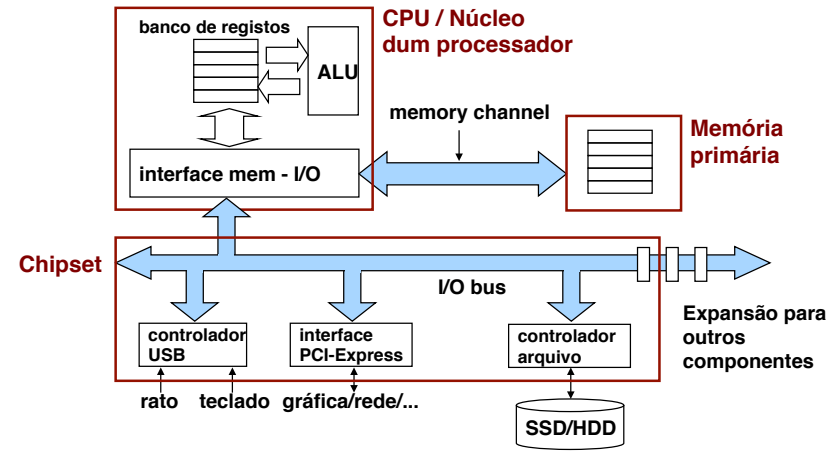 CPU / Núcleo
dum processador
banco de registos
ALU
memory channel
Memória
primária
interface mem - I/O
Chipset
I/O bus
Expansão para
outros
componentes
controlador
USB
interface
PCI-Express
controlador
arquivo
rato
teclado
gráfica/rede/...
SSD/HDD